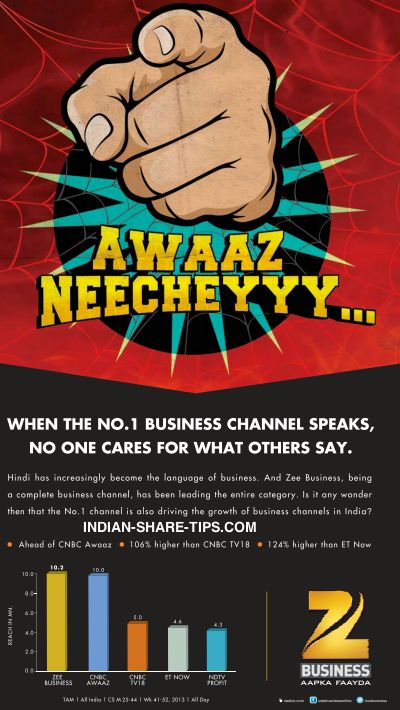 AWAAZ
NEECHEYYY...
WHEN THE NO.1 BUSINESS CHANNEL SPEAKS,
NO ONE CARES FOR WHAT OTHERS SAY.
Hindi has increasingly become the language of business. And Zee Business, being
a complete business channel, has been leading the entire category. Is it any wonder
then that the No.1 channel is also driving the growth of business channels in India?
INDIAN-SHARE-TIPS.COM
• Ahead of CNBC Awaaz • 106% higher than CNBC TV18 • 124% higher than ET Now
REACH IN MN.
10.0
8.0
6.0
4.0
2.0
0.0
10.2
10.0
5.0
4.6
4.3
ZEE BUSINESS
CNBC AWAAZ
CNBC TV18
ET NOW
NDTV PROFIT
Z
BUSINESS
AAPKA FAAYDA
TAM I All India I CS M25-44 I Wk 41-52, 2013 I All Day